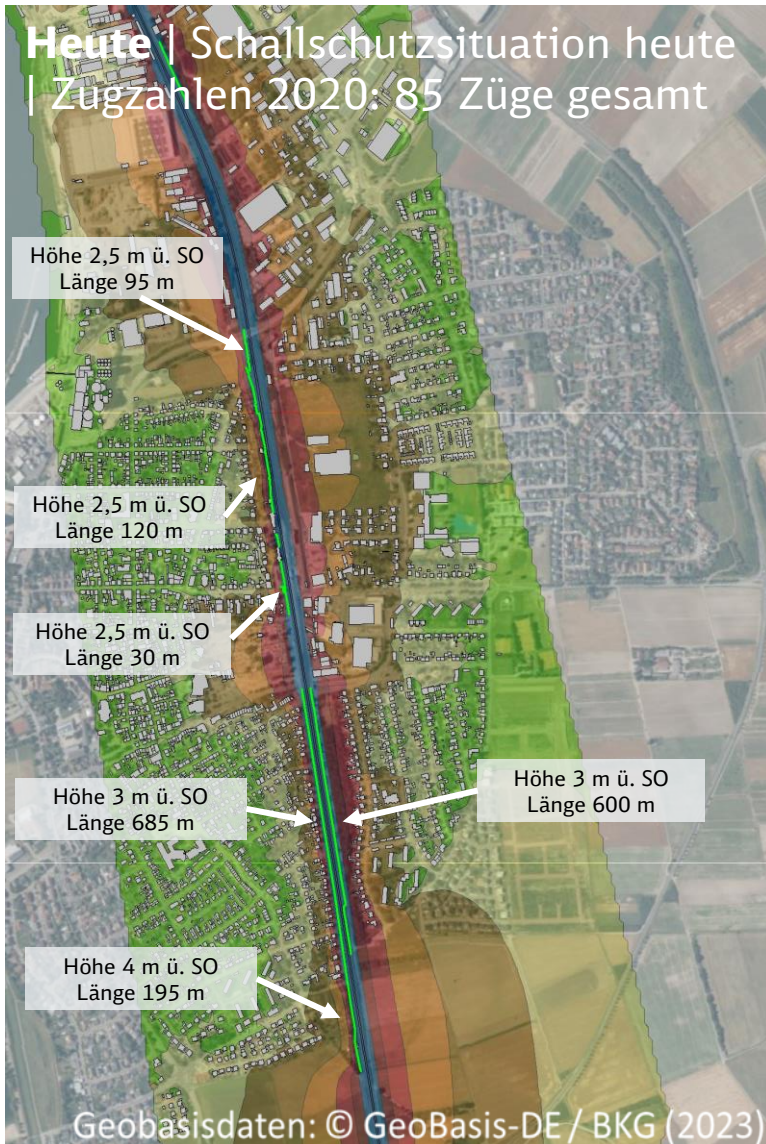 Heute | Schallschutzsituation heute
| Zugzahlen 2020: 85 Züge gesamt
Höhe 2,5 m ü. SO
Länge 95 m
Höhe 2,5 m ü. SO
Länge 120 m
Höhe 2,5 m ü. SO
Länge 30 m
Höhe 3 m ü. SO
Länge 685 m
Höhe 3 m ü. SO
Länge 600 m
Höhe 4 m ü. SO
Länge 195 m
Geobasisdaten: © GeoBasis-DE / BKG (2023)